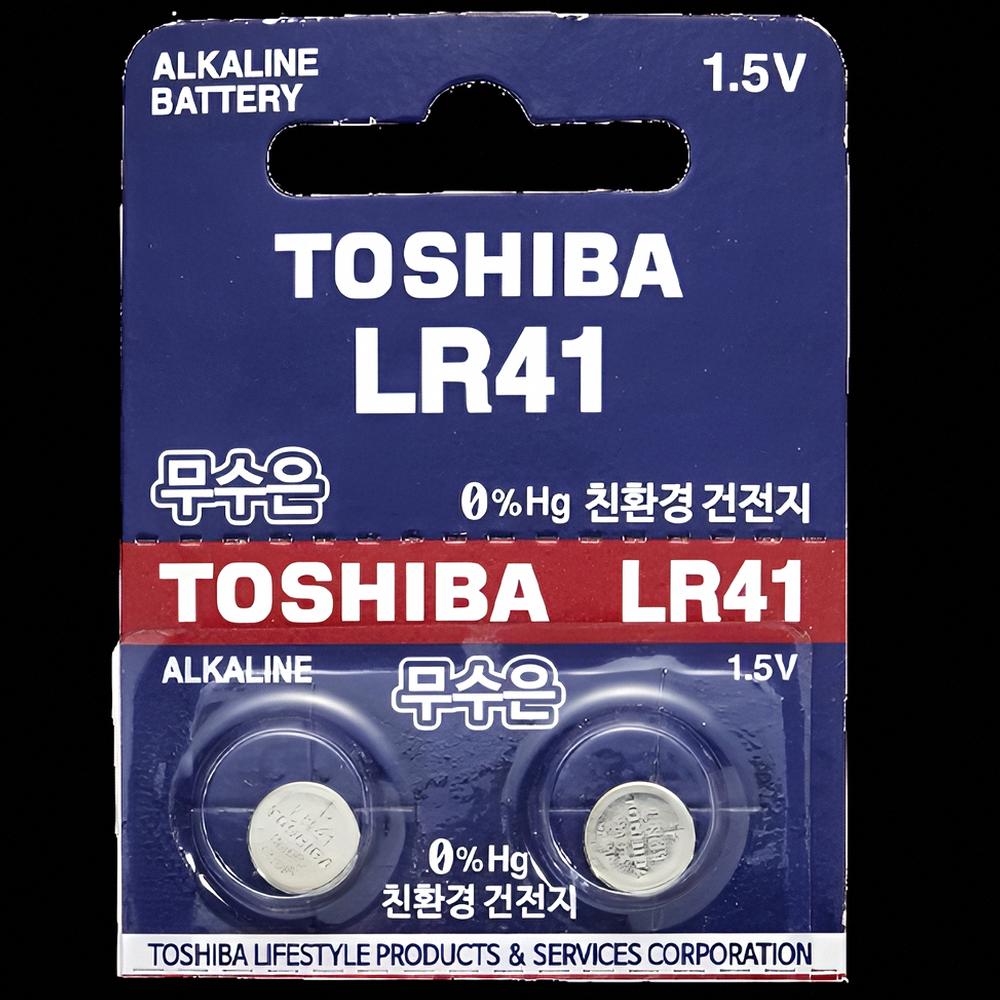 ALKALINE
BATTERY
1.5V
TOSHIBA
LR41
무수은
0%Hg 친환경 건전지
TOSHIBA LR41
ALKALINE
무수은
1.5V
0%Hg
친환경 건전지
TOSHIBA LIFESTYLE PRODUCTS & SERVICES CORPORATION